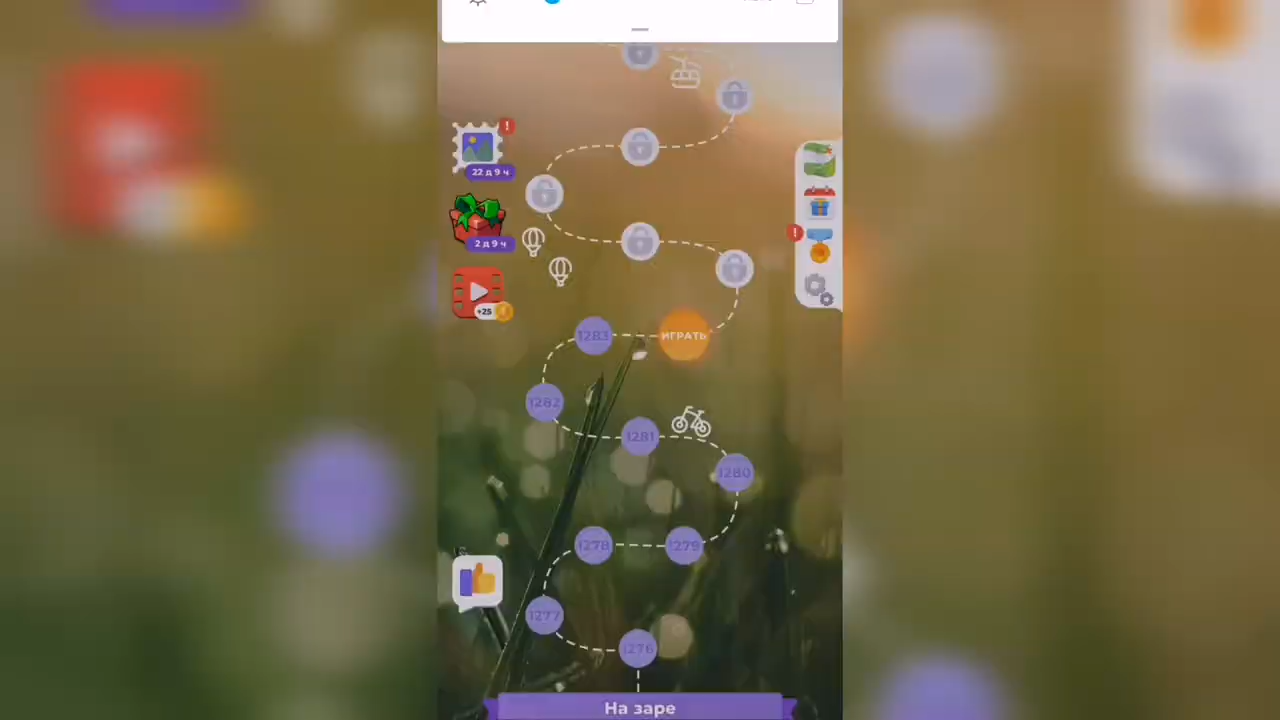 !
22 д 9 ч
2 д 9 ч
!
+25
1283
ИГРАТЬ
1282
1281
1280
1278
1279
1277
1276
На заре